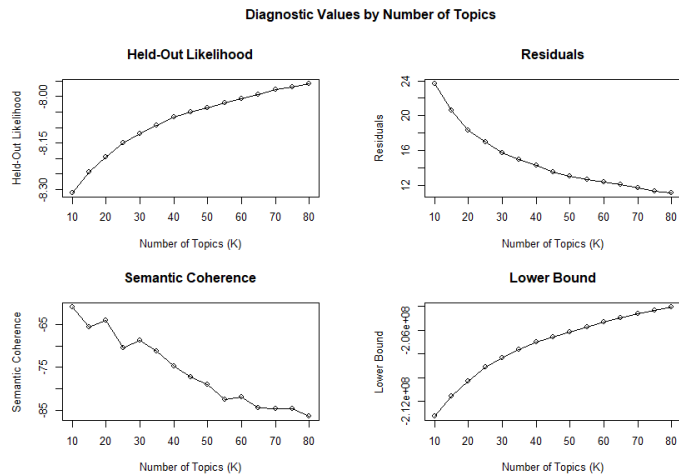 Diagnostic Values by Number of Topics
Held-Out Likelihood
Held-Out Likelihood
-8.00
-8.15
-8.30
10 20 30 40 50 60 70 80
Number of Topics (K)
Residuals
Residuals
24
20
16
12
10 20 30 40 50 60 70 80
Number of Topics (K)
Semantic Coherence
Semantic Coherence
-65
-75
-85
10 20 30 40 50 60 70 80
Number of Topics (K)
Lower Bound
Lower Bound
-2.06e+08
-2.12e+08
10 20 30 40 50 60 70 80
Number of Topics (K)